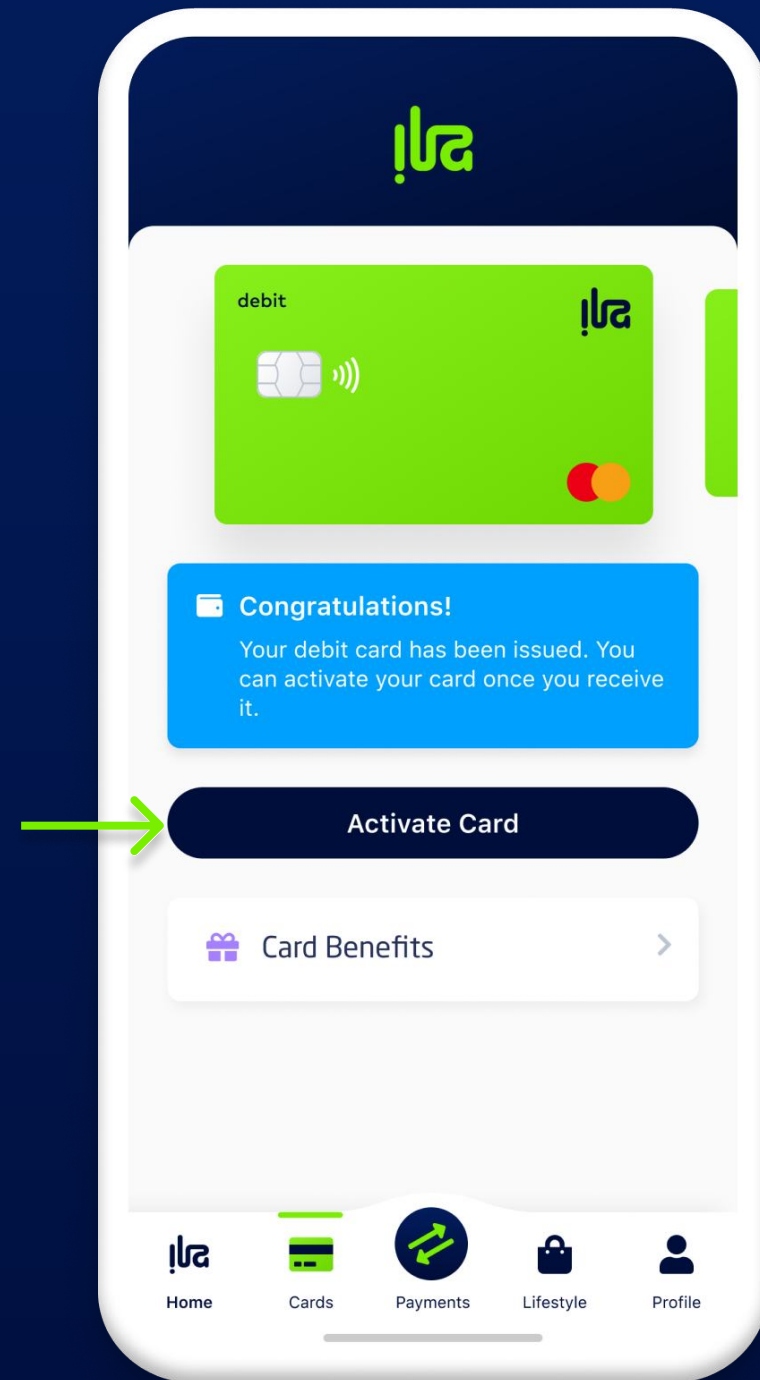 ila
debit
ila
Congratulations!
Your debit card has been issued. You
can activate your card once you receive
it.
Activate Card
Card Benefits
ila
Home
Cards
Payments
Lifestyle
Profile